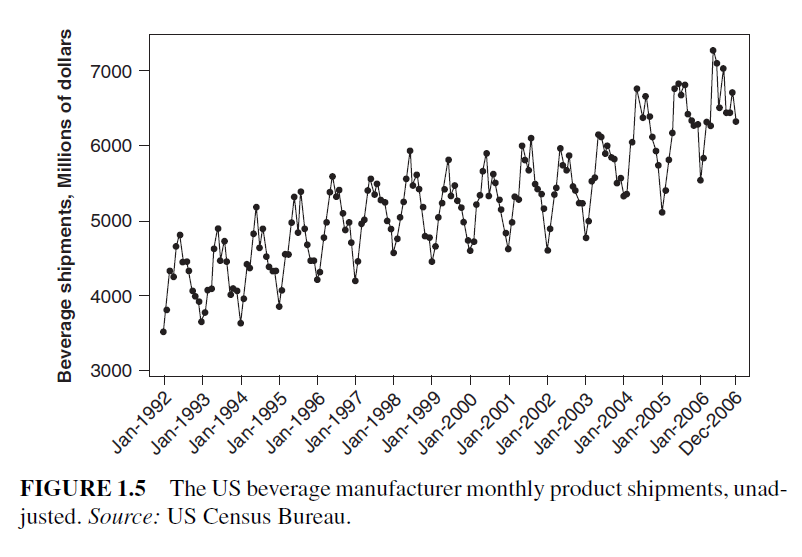 Beverage shipments, Millions of dollars
7000
6000
5000
4000
3000
Jan-1992
Jan-1993
Jan-1994
Jan-1995
Jan-1996
Jan-1997
Jan-1998
Jan-1999
Jan-2000
Jan-2001
Jan-2002
Jan-2003
Jan-2004
Jan-2005
Jan-2006
Dec-2006
FIGURE 1.5 The US beverage manufacturer monthly product shipments, unad-
justed. Source: US Census Bureau.